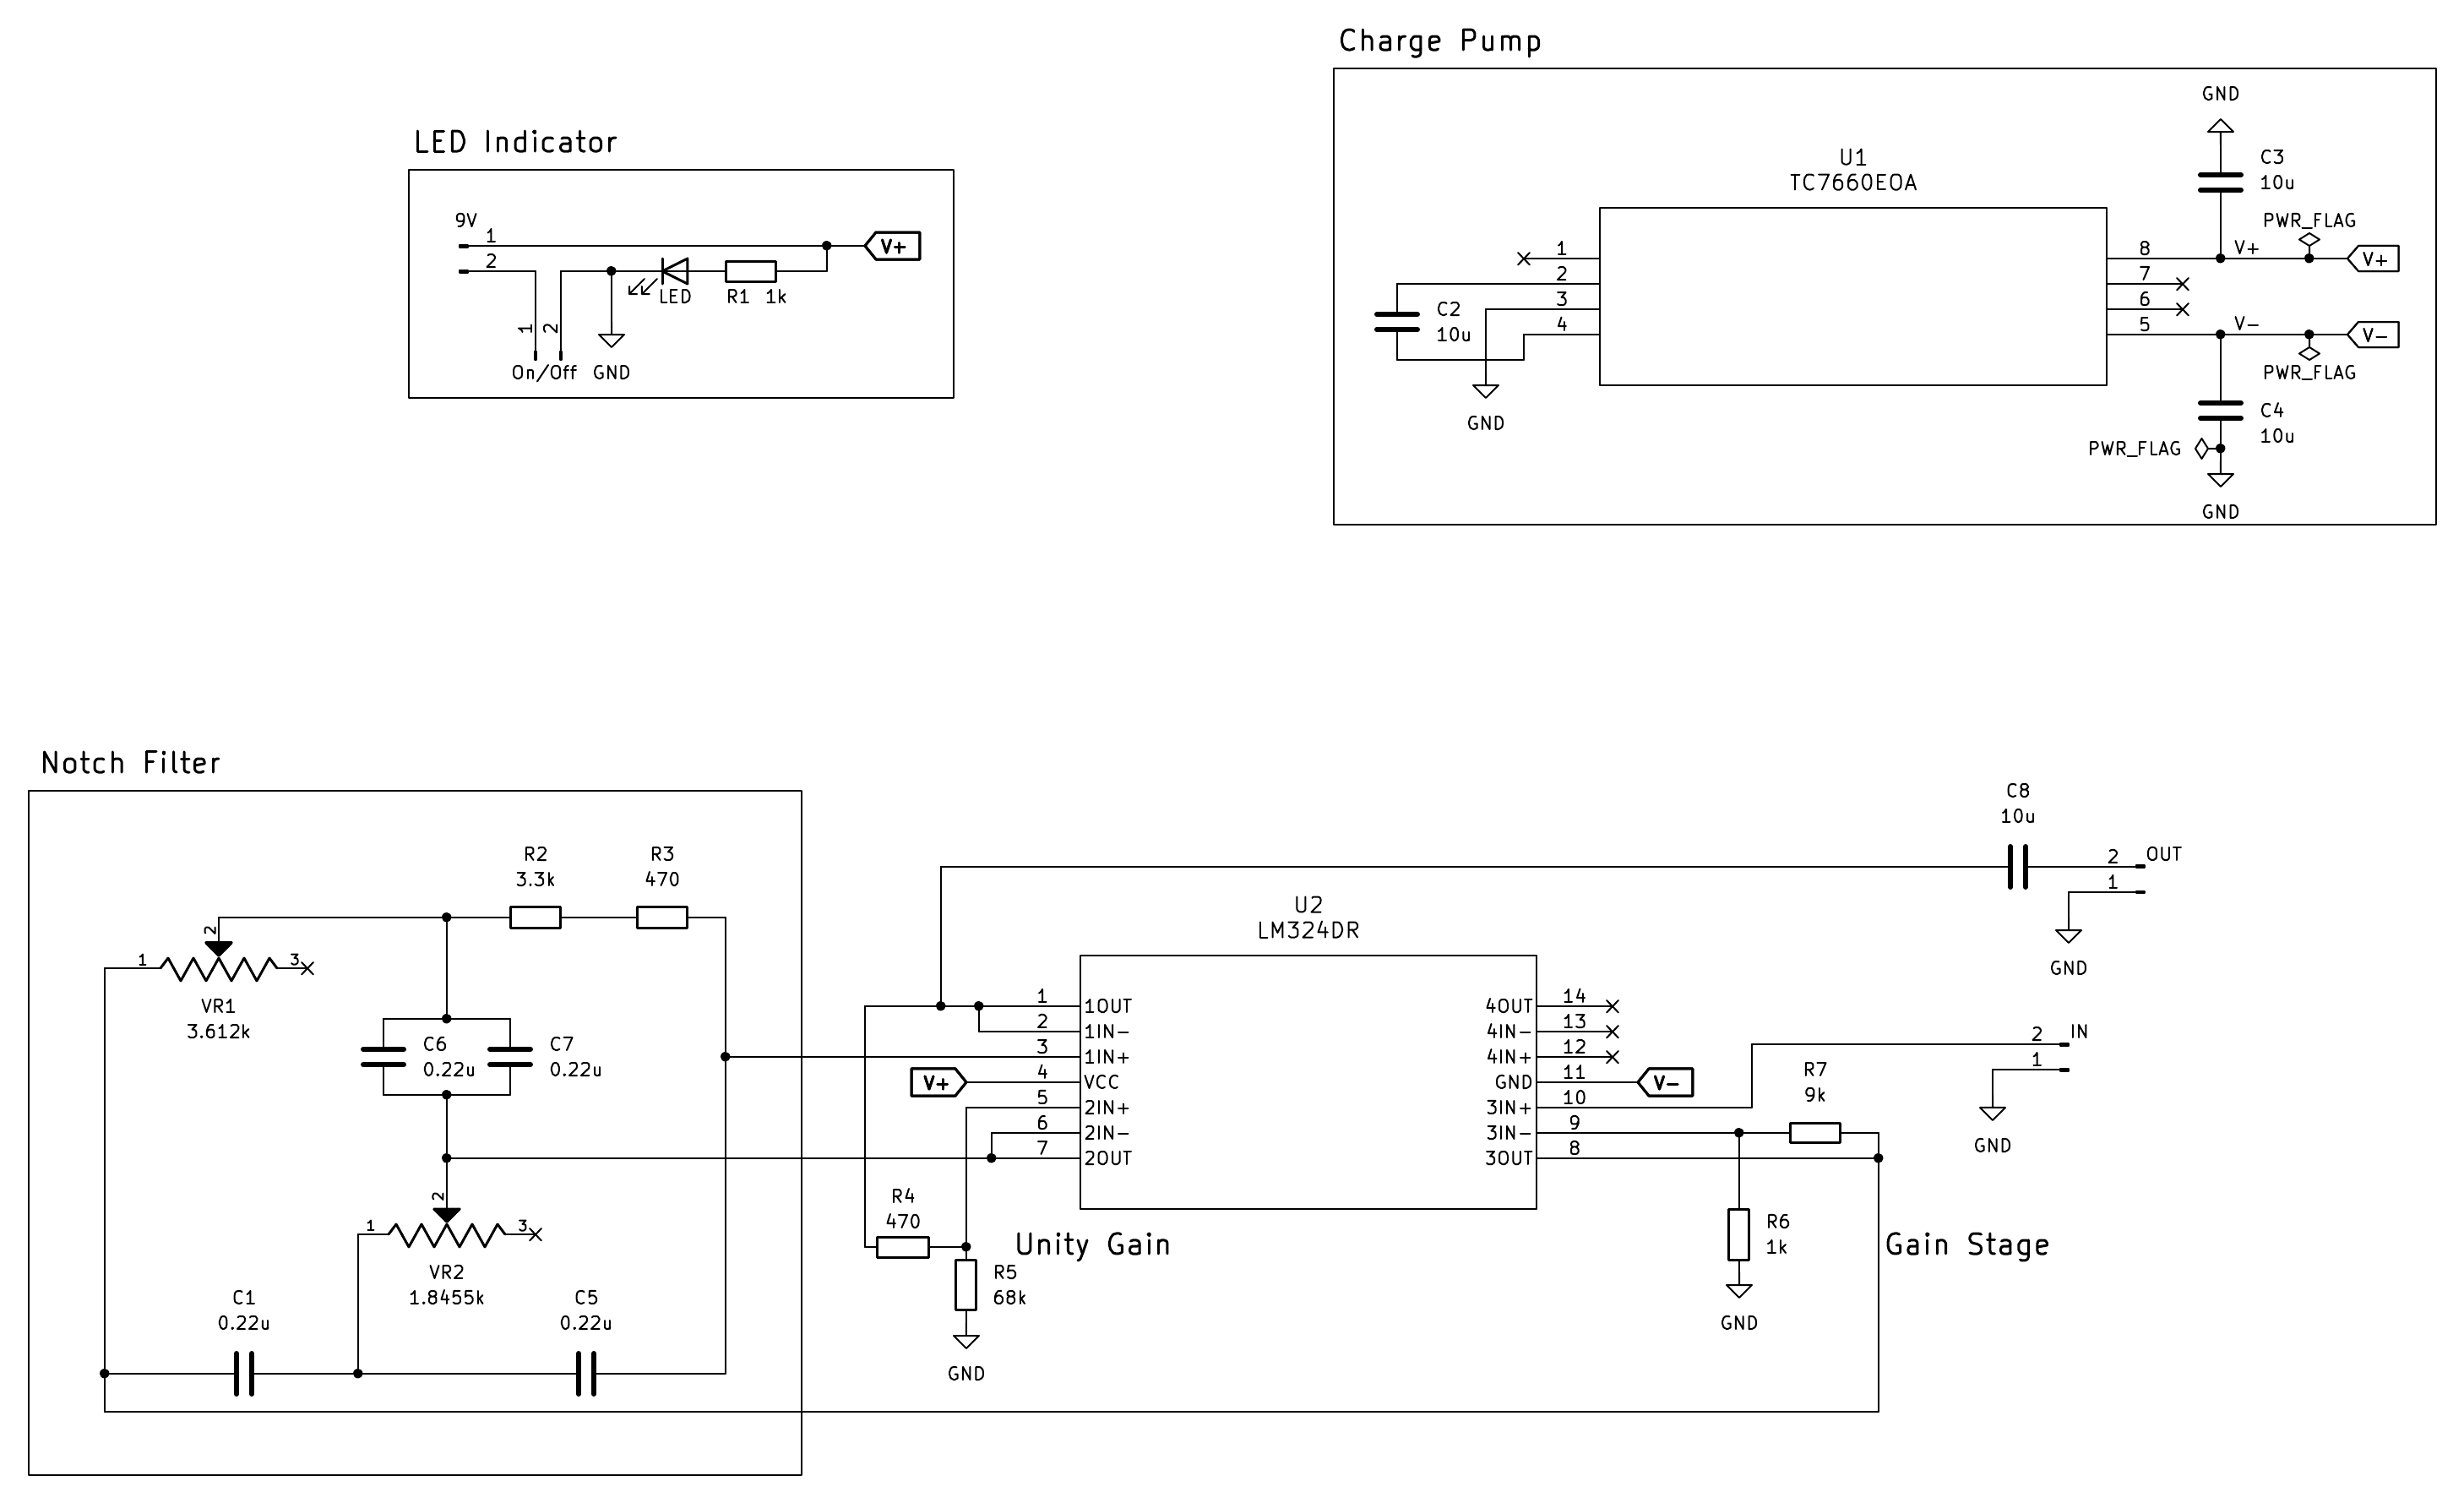 Charge Pump
GND
C3
10u
U1
TC7660EOA
PWR_FLAG
1
2
3
4
8
7
6
5
V+
V+
V-
V-
C2
10u
PWR_FLAG
GND
C4
10u
PWR_FLAG
GND
LED Indicator
9V
1
2
V+
LED
R1 1k
1
2
On/Off
GND
Notch Filter
R2
3.3k
R3
470
2
1
3
VR1
3.612k
C6
0.22u
C7
0.22u
2
1
3
VR2
1.8455k
C1
0.22u
C5
0.22u
C8
10u
2
OUT
1
GND
U2
LM324DR
1 1OUT
2 1IN-
3 1IN+
V+
4 VCC
5 2IN+
6 2IN-
7 2OUT
4OUT 14
4IN- 13
4IN+ 12
GND 11
V-
3IN+ 10
3IN- 9
3OUT 8
2
IN
1
GND
R7
9k
R4
470
Unity Gain
R5
68k
GND
R6
1k
GND
Gain Stage